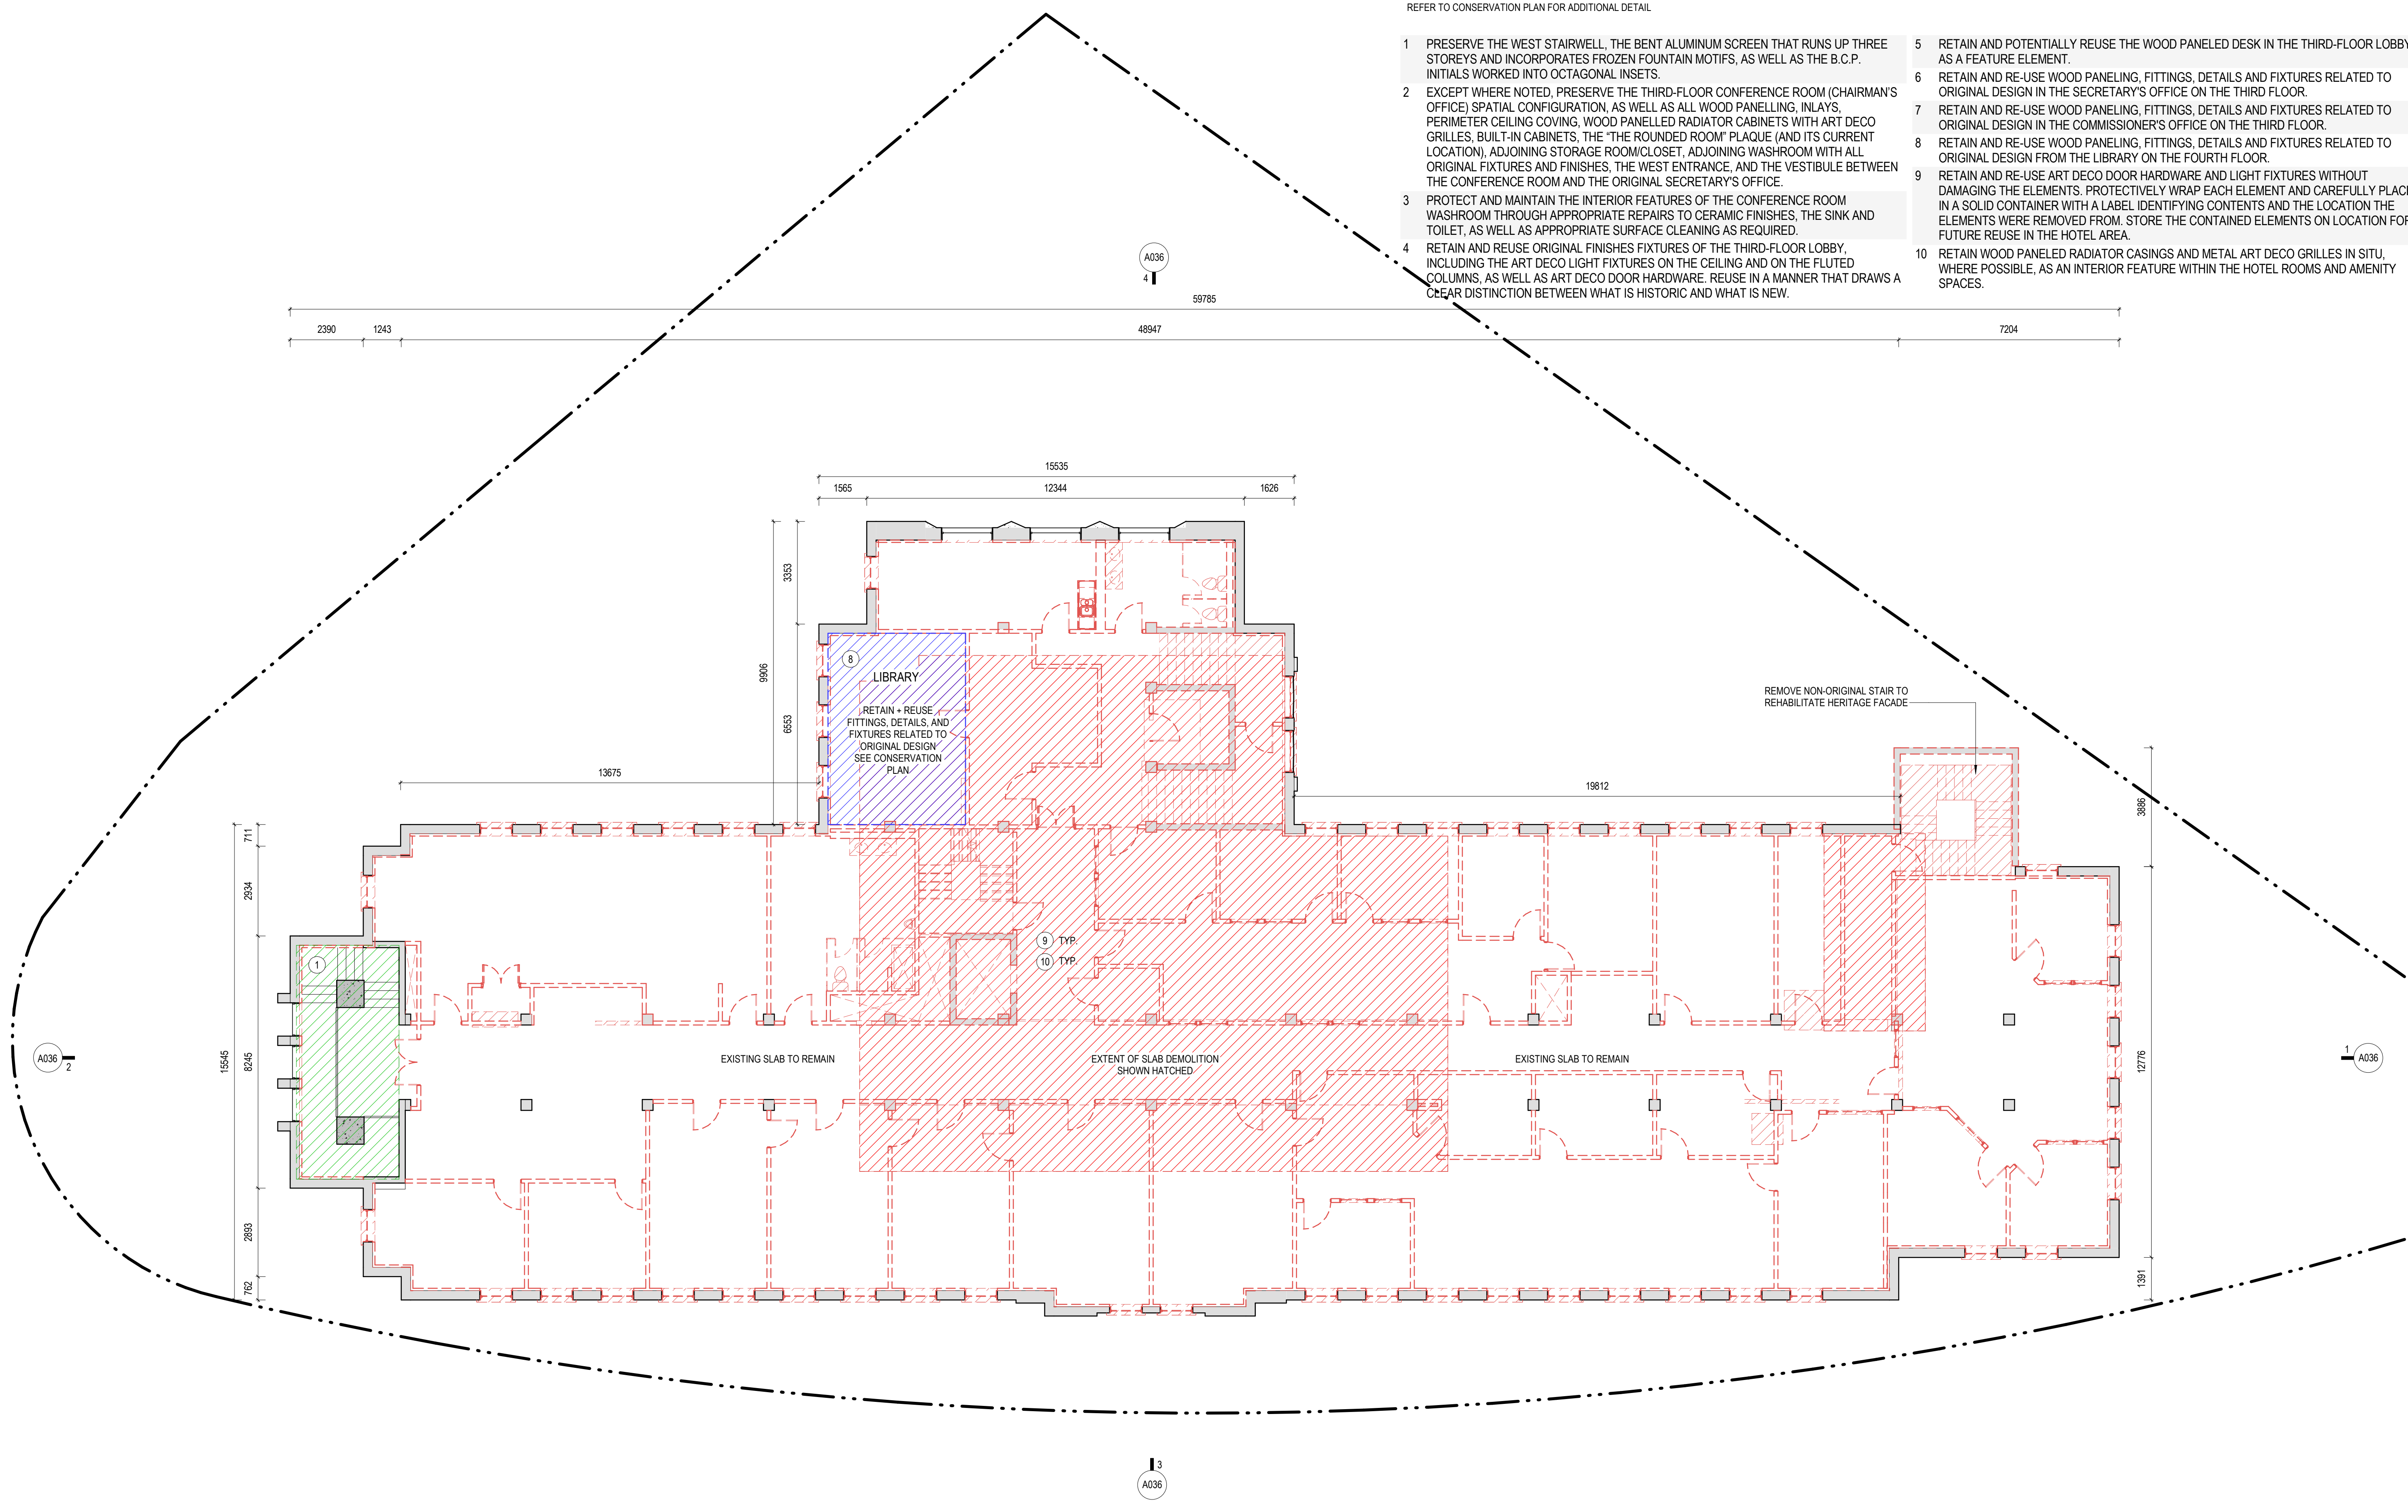 REFER TO CONSERVATION PLAN FOR ADDITIONAL DETAIL
1 PRESERVE THE WEST STAIRWELL, THE BENT ALUMINUM SCREEN THAT RUNS UP THREE
STOREYS AND INCORPORATES FROZEN FOUNTAIN MOTIFS, AS WELL AS THE B.C.P.
INITIALS WORKED INTO OCTAGONAL INSETS.
2 EXCEPT WHERE NOTED, PRESERVE THE THIRD-FLOOR CONFERENCE ROOM (CHAIRMAN'S
OFFICE) SPATIAL CONFIGURATION, AS WELL AS ALL WOOD PANELLING, INLAYS,
PERIMETER CEILING COVING, WOOD PANELLED RADIATOR CABINETS WITH ART DECO
GRILLES, BUILT-IN CABINETS, THE “THE ROUNDED ROOM” PLAQUE (AND ITS CURRENT
LOCATION), ADJOINING STORAGE ROOM/CLOSET, ADJOINING WASHROOM WITH ALL
ORIGINAL FIXTURES AND FINISHES, THE WEST ENTRANCE, AND THE VESTIBULE BETWEEN
THE CONFERENCE ROOM AND THE ORIGINAL SECRETARY'S OFFICE.
3 PROTECT AND MAINTAIN THE INTERIOR FEATURES OF THE CONFERENCE ROOM
WASHROOM THROUGH APPROPRIATE REPAIRS TO CERAMIC FINISHES, THE SINK AND
TOILET, AS WELL AS APPROPRIATE SURFACE CLEANING AS REQUIRED.
4 RETAIN AND REUSE ORIGINAL FINISHES FIXTURES OF THE THIRD-FLOOR LOBBY,
INCLUDING THE ART DECO LIGHT FIXTURES ON THE CEILING AND ON THE FLUTED
COLUMNS, AS WELL AS ART DECO DOOR HARDWARE. REUSE IN A MANNER THAT DRAWS A
CLEAR DISTINCTION BETWEEN WHAT IS HISTORIC AND WHAT IS NEW.
5 RETAIN AND POTENTIALLY REUSE THE WOOD PANELED DESK IN THE THIRD-FLOOR LOBBY
AS A FEATURE ELEMENT.
6 RETAIN AND RE-USE WOOD PANELING, FITTINGS, DETAILS AND FIXTURES RELATED TO
ORIGINAL DESIGN IN THE SECRETARY'S OFFICE ON THE THIRD FLOOR.
7 RETAIN AND RE-USE WOOD PANELING, FITTINGS, DETAILS AND FIXTURES RELATED TO
ORIGINAL DESIGN IN THE COMMISSIONER'S OFFICE ON THE THIRD FLOOR.
8 RETAIN AND RE-USE WOOD PANELING, FITTINGS, DETAILS AND FIXTURES RELATED TO
ORIGINAL DESIGN FROM THE LIBRARY ON THE FOURTH FLOOR.
9 RETAIN AND RE-USE ART DECO DOOR HARDWARE AND LIGHT FIXTURES WITHOUT
DAMAGING THE ELEMENTS. PROTECTIVELY WRAP EACH ELEMENT AND CAREFULLY PLACE
IN A SOLID CONTAINER WITH A LABEL IDENTIFYING CONTENTS AND THE LOCATION THE
ELEMENTS WERE REMOVED FROM. STORE THE CONTAINED ELEMENTS ON LOCATION FOR
FUTURE REUSE IN THE HOTEL AREA.
10 RETAIN WOOD PANELED RADIATOR CASINGS AND METAL ART DECO GRILLES IN SITU,
WHERE POSSIBLE, AS AN INTERIOR FEATURE WITHIN THE HOTEL ROOMS AND AMENITY
SPACES.
A036
4
59785
2390 1243 48947 7204
15535
1565 12344 1626
3353
9906
6553
8
LIBRARY
RETAIN + REUSE
FITTINGS, DETAILS, AND
FIXTURES RELATED TO
ORIGINAL DESIGN
SEE CONSERVATION
PLAN
REMOVE NON-ORIGINAL STAIR TO
REHABILITATE HERITAGE FACADE
13675
19812
3886
711
2934
1
9 TYP.
10 TYP.
15545
8245
A036
2
EXISTING SLAB TO REMAIN
EXTENT OF SLAB DEMOLITION
SHOWN HATCHED
EXISTING SLAB TO REMAIN
12776
1
A036
2893
762
1391
3
A036